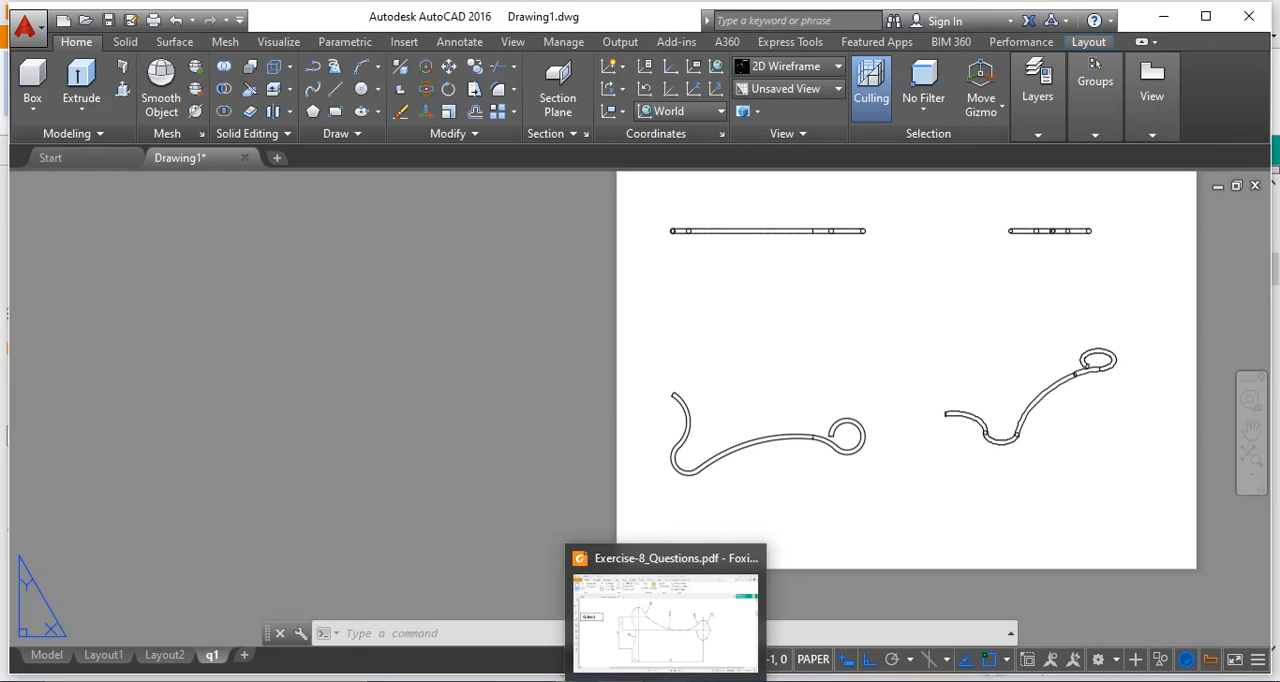 Autodesk AutoCAD 2016 Drawing1.dwg Type a keyword or phrase Sign In
Home Solid Surface Mesh Visualize Parametric Insert Annotate View Manage Output Add-ins A360 Express Tools Featured Apps BIM 360 Performance Layout
2D Wireframe
Unsaved View
World
Box Extrude Smooth Object Section Plane Culling No Filter Move Gizmo Layers Groups View
Modeling Mesh Solid Editing Draw Modify Section Coordinates View Selection
Start Drawing1*
Exercise-8_Questions.pdf - Foxi...
Y
X
Type a command
Model Layout1 Layout2 q1 -1, 0 PAPER